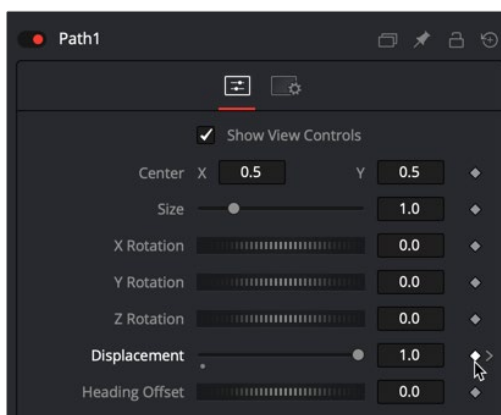 Path1
Show View Controls
Center X 0.5 Y 0.5
Size 1.0
X Rotation 0.0
Y Rotation 0.0
Z Rotation 0.0
Displacement 1.0
Heading Offset 0.0